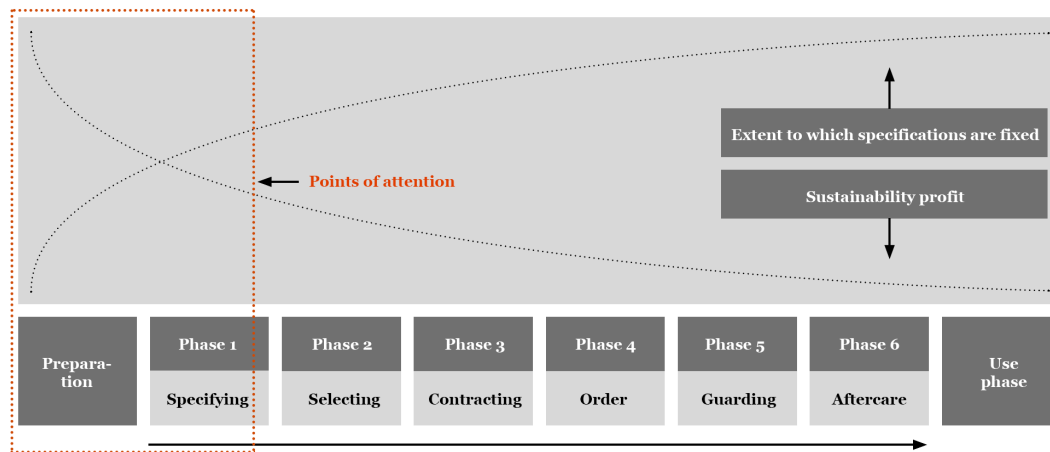 Extent to which specifications are fixed
Points of attention
Sustainability profit
Prepara-
tion
Phase 1
Specifying
Phase 2
Selecting
Phase 3
Contracting
Phase 4
Order
Phase 5
Guarding
Phase 6
Aftercare
Use
phase